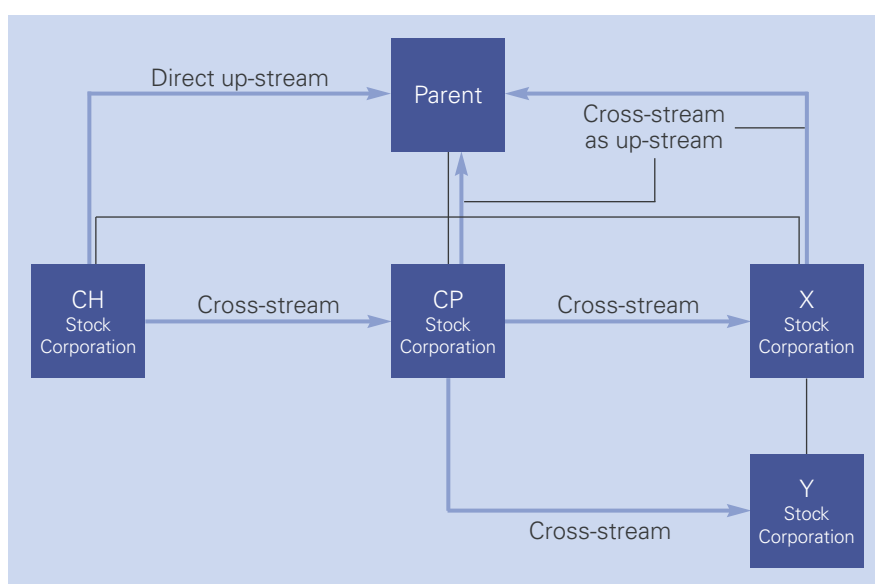 Direct up-stream
Parent
Cross-stream
as up-stream
CH
Stock
Corporation
Cross-stream
CP
Stock
Corporation
Cross-stream
X
Stock
Corporation
Y
Stock
Corporation
Cross-stream